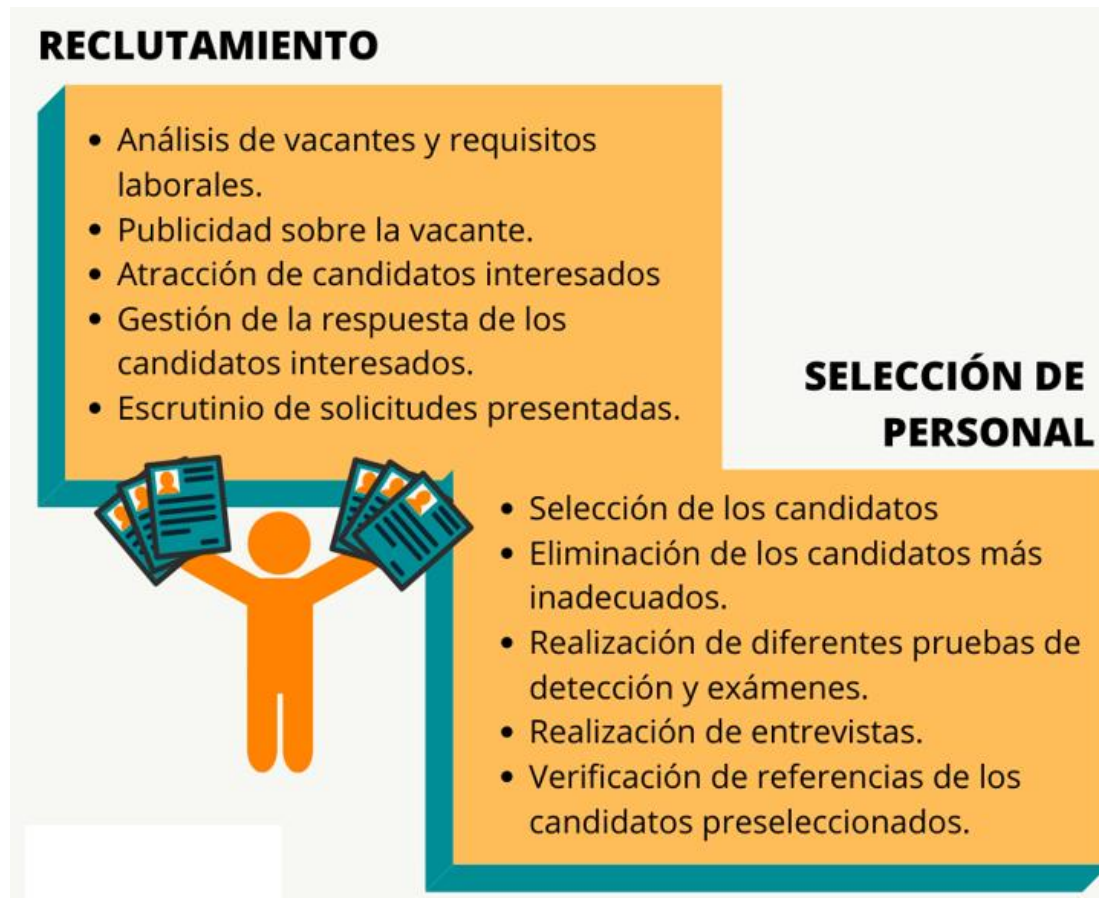 RECLUTAMIENTO
• Análisis de vacantes y requisitos
laborales.
• Publicidad sobre la vacante.
• Atracción de candidatos interesados
• Gestión de la respuesta de los
candidatos interesados.
• Escrutinio de solicitudes presentadas.
SELECCIÓN DE
PERSONAL
• Selección de los candidatos
• Eliminación de los candidatos más
inadecuados.
• Realización de diferentes pruebas de
detección y exámenes.
• Realización de entrevistas.
• Verificación de referencias de los
candidatos preseleccionados.